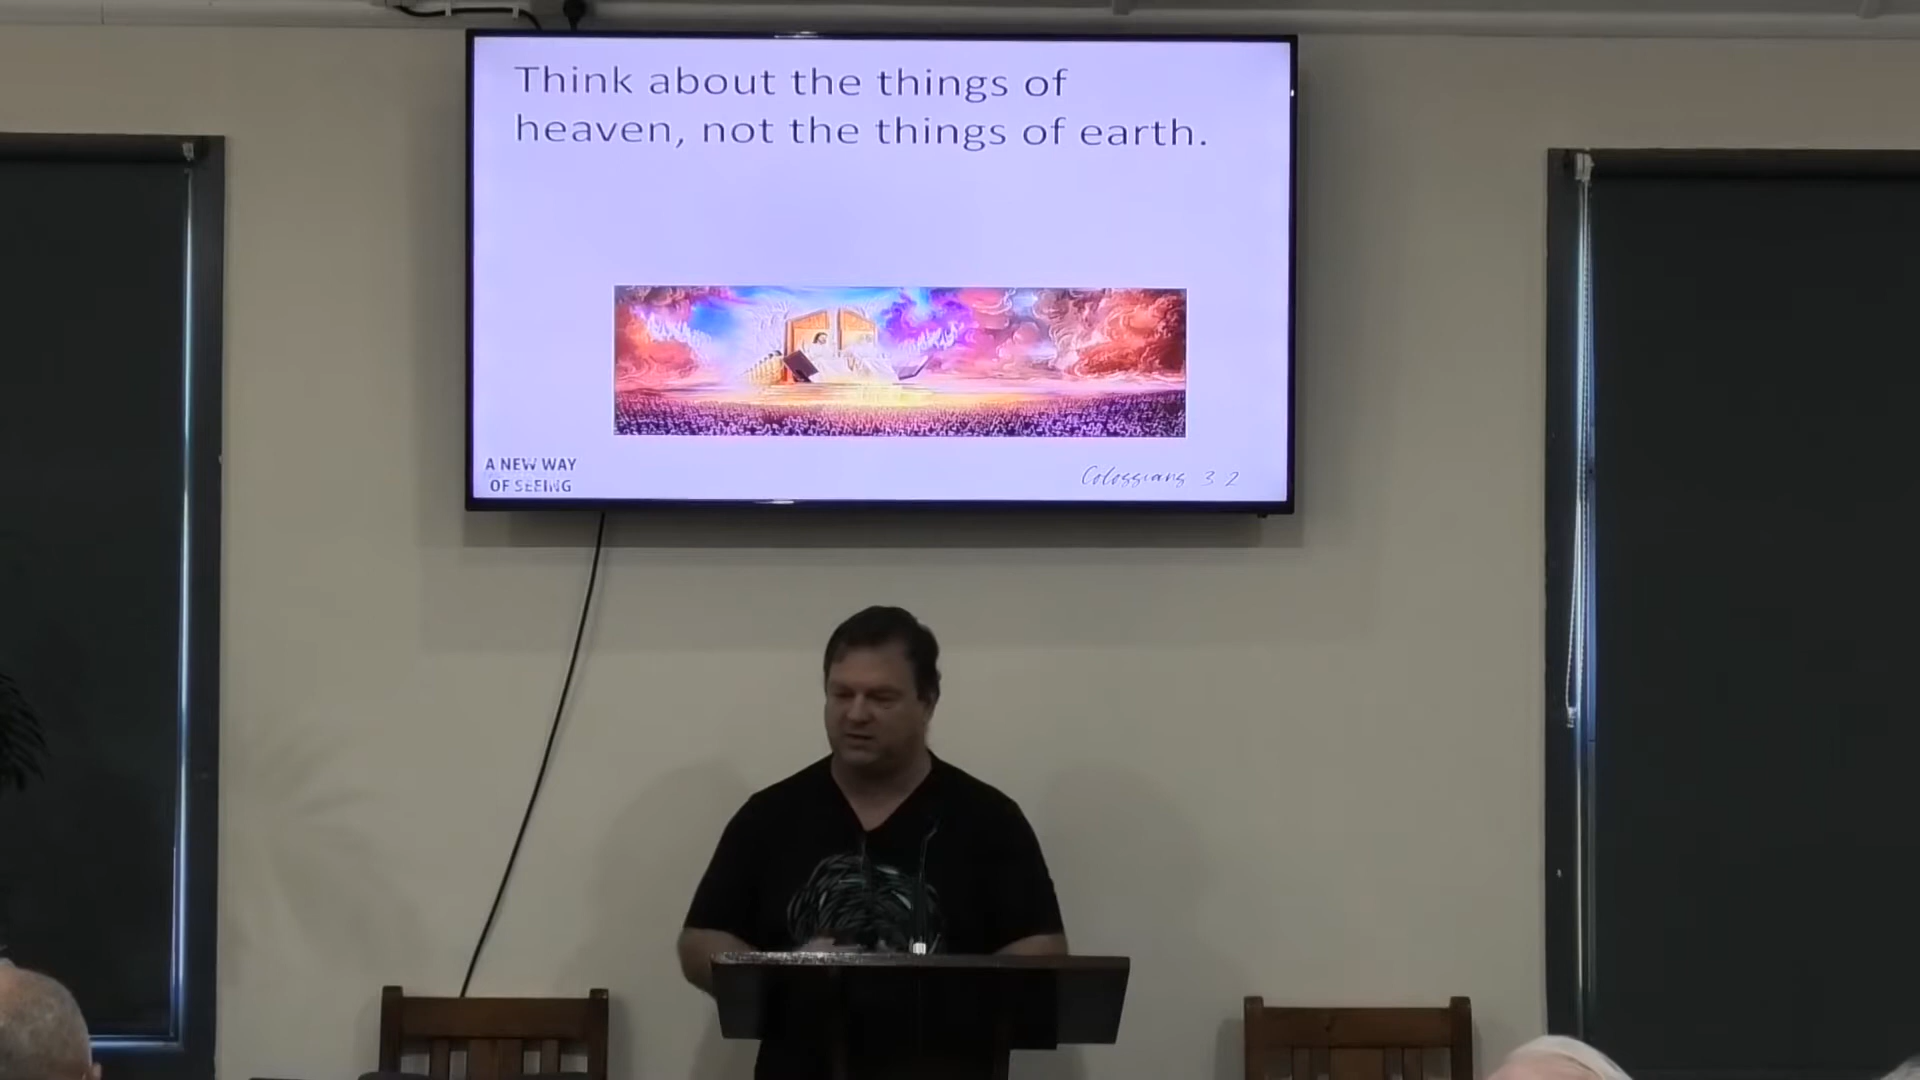 Think about the things of
heaven, not the things of earth.
A NEW WAY
OF SEEING
Colossians 3 2